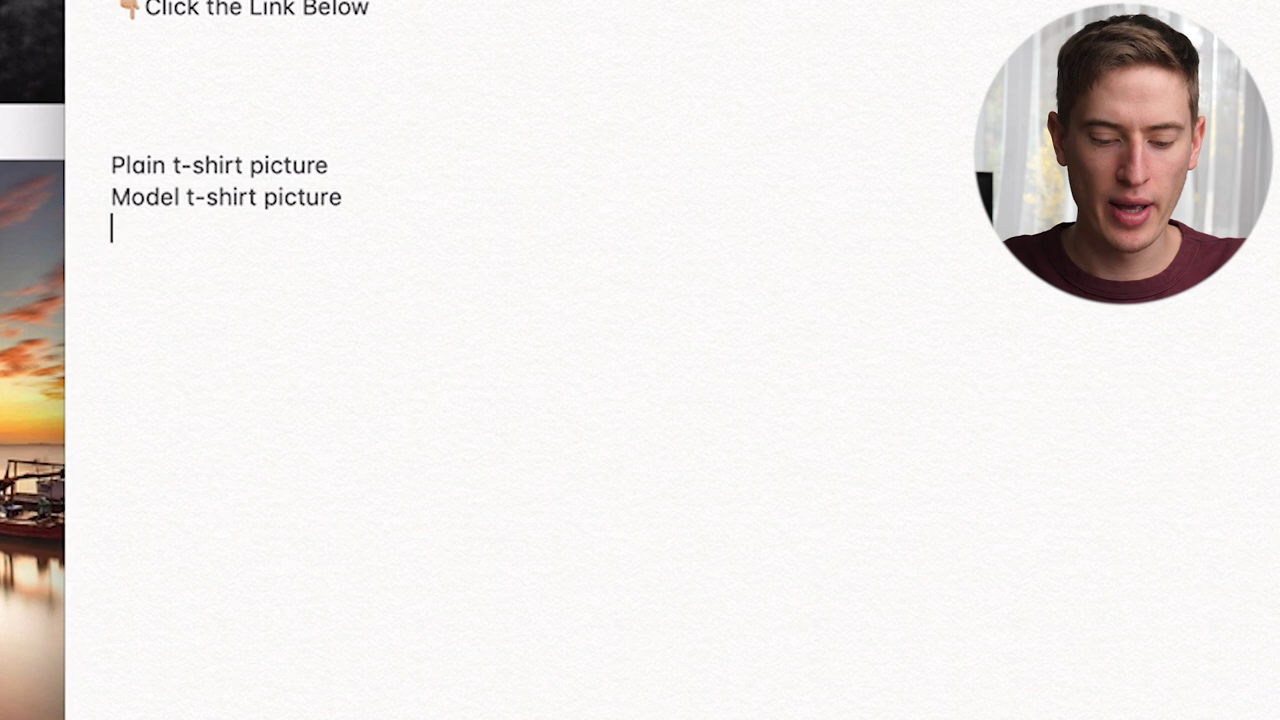 👇🏼Click the Link Below
Plain t-shirt picture
Model t-shirt picture